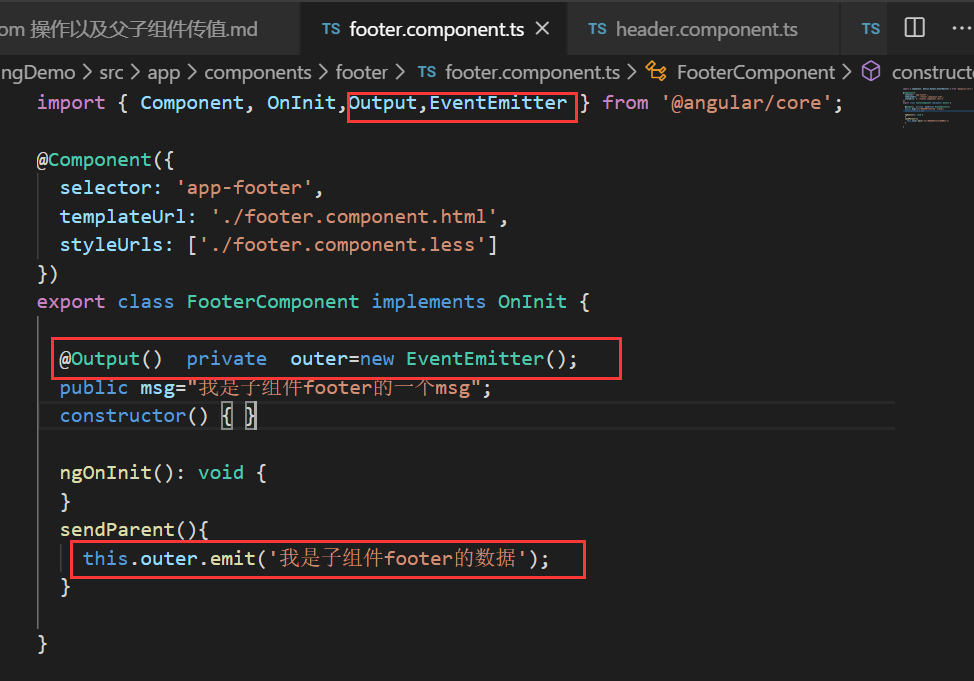 om 操作以及父子组件传值.md TS footer.component.ts TS header.component.ts TS
ngDemo > src > app > components > footer > TS footer.component.ts > FooterComponent > constructo
import { Component, OnInit,Output,EventEmitter } from '@angular/core';
@Component({
selector: 'app-footer',
templateUrl: './footer.component.html',
styleUrls: ['./footer.component.less']
})
export class FooterComponent implements OnInit {
@Output() private outer=new EventEmitter();
public msg="我是子组件footer的一个msg";
constructor() { }
ngOnInit(): void {
}
sendParent(){
this.outer.emit('我是子组件footer的数据');
}
}